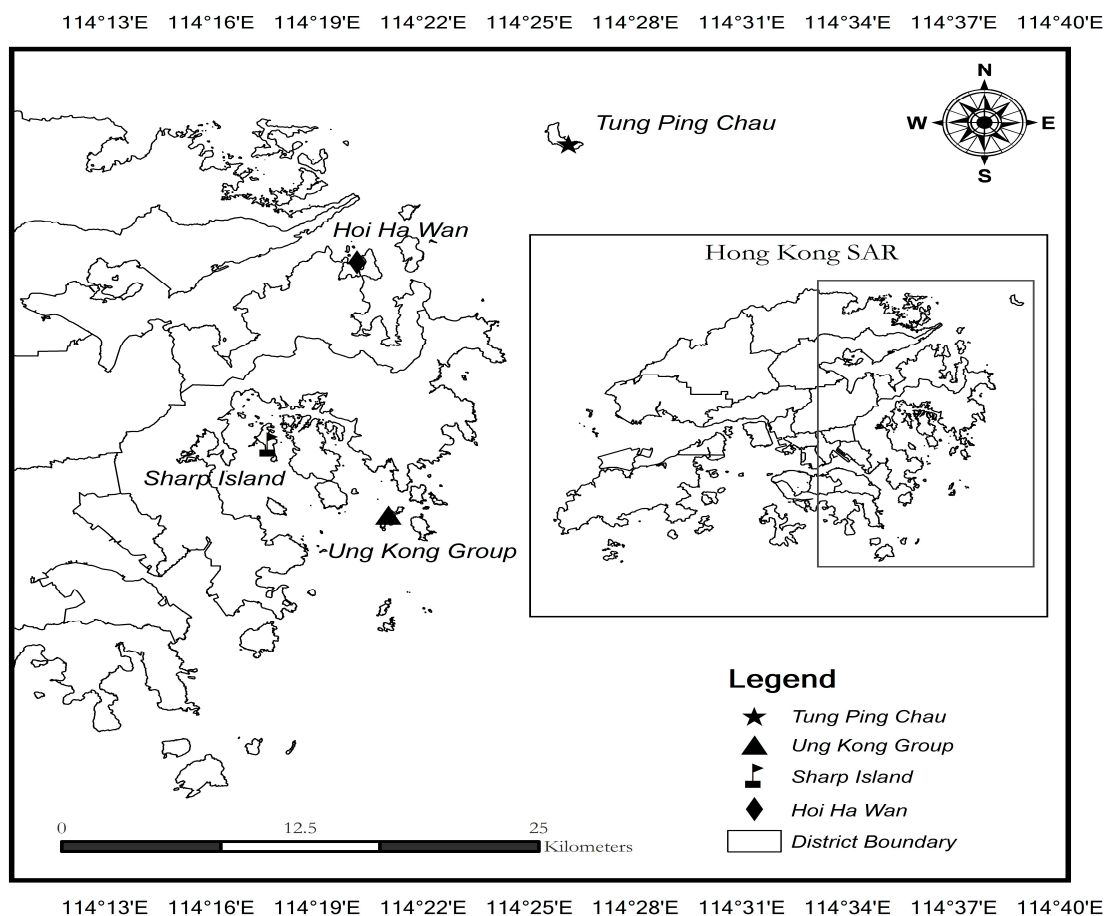 114°13'E 114°16'E 114°19'E 114°22'E 114°25'E 114°28'E 114°31'E 114°34'E 114°37'E 114°40'E
N
W E
S
Tung Ping Chau
Hoi Ha Wan
Hong Kong SAR
Sharp Island
Ung Kong Group
Legend
Tung Ping Chau
Ung Kong Group
Sharp Island
Hoi Ha Wan
District Boundary
0 12.5 25
Kilometers
114°13'E 114°16'E 114°19'E 114°22'E 114°25'E 114°28'E 114°31'E 114°34'E 114°37'E 114°40'E